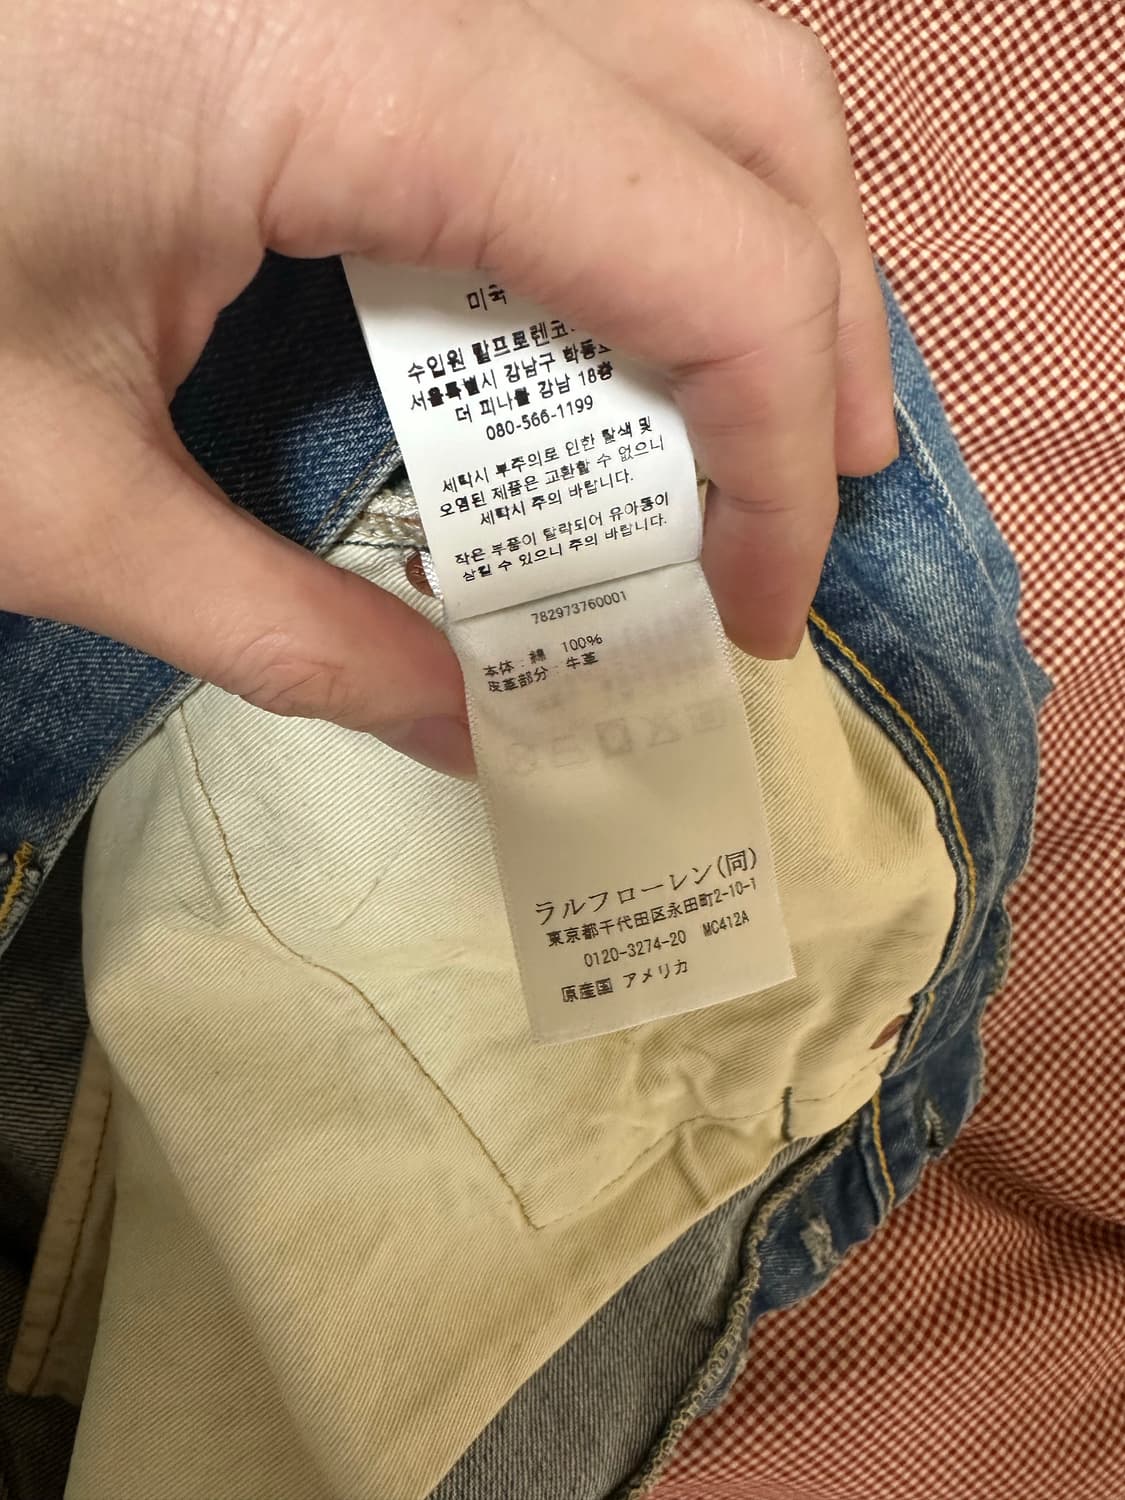 미국
수입원 랄프로렌코
서울특별시 강남구 학동로
더 피나클 강남 18층
080-566-1199
세탁시 부주의로 인한 탈색 및
오염된 제품은 교환할 수 없으니
세탁시 주의 바랍니다.
작은 부품이 탈락되어 유아동이
삼킬 수 있으니 주의 바랍니다.
782973760001
本体：綿 100%
皮革部分：牛革
ラルフローレン(同)
東京都千代田区永田町2-10-1
0120-3274-20 MC412A
原産国 アメリカ